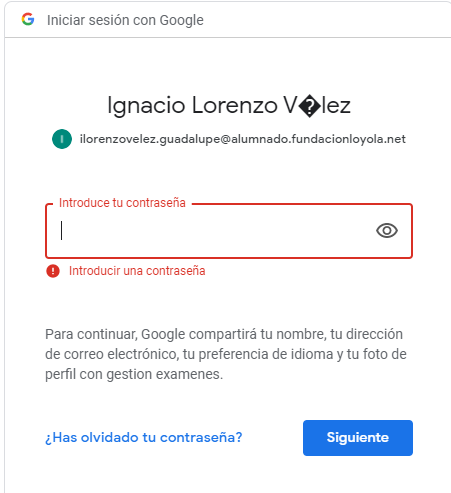 Iniciar sesión con Google
Ignacio Lorenzo V�lez
ilorenzovelez.guadalupe@alumnado.fundacionloyola.net
Introduce tu contraseña
Introducir una contraseña
Para continuar, Google compartirá tu nombre, tu dirección
de correo electrónico, tu preferencia de idioma y tu foto de
perfil con gestion examenes.
¿Has olvidado tu contraseña?
Siguiente